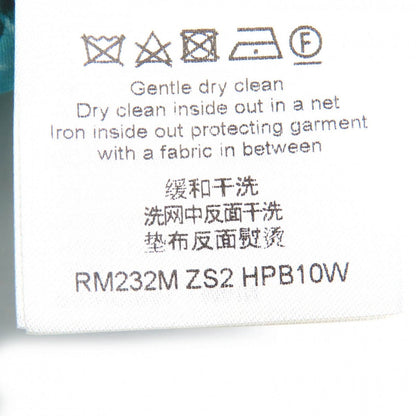 F
Gentle dry clean
Dry clean inside out in a net
Iron inside out protecting garment
with a fabric in between
缓和干洗
洗网中反面干洗
垫布反面熨烫
RM232M ZS2 HPB10W